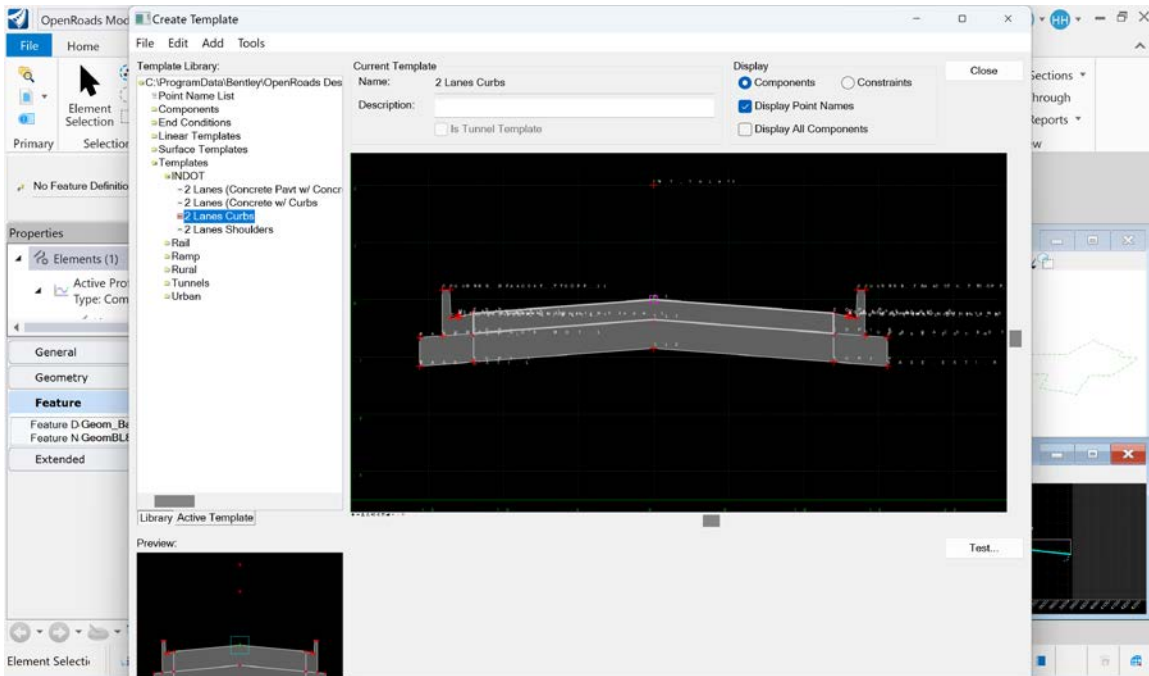 OpenRoads Mod
Create Template
HH
File
Home
File Edit Add Tools
Element
Selection
Primary
Selection
No Feature Definitio
Properties
Elements (1)
Active Prof
Type: Com
General
Geometry
Feature
Feature D Geom_Ba
Feature N GeomBL&
Extended
Element Selecti
Template Library:
C:\ProgramData\Bentley\OpenRoads Des
Point Name List
Components
End Conditions
Linear Templates
Surface Templates
Templates
INDOT
2 Lanes (Concrete Pavt w/ Concr
2 Lanes (Concrete w/ Curbs
2 Lanes Curbs
2 Lanes Shoulders
Rail
Ramp
Rural
Tunnels
Urban
Library Active Template
Preview:
Current Template
Name: 2 Lanes Curbs
Description:
Is Tunnel Template
Display
Components Constraints
Display Point Names
Display All Components
Close
Test...
Sections
hrough
Reports
w